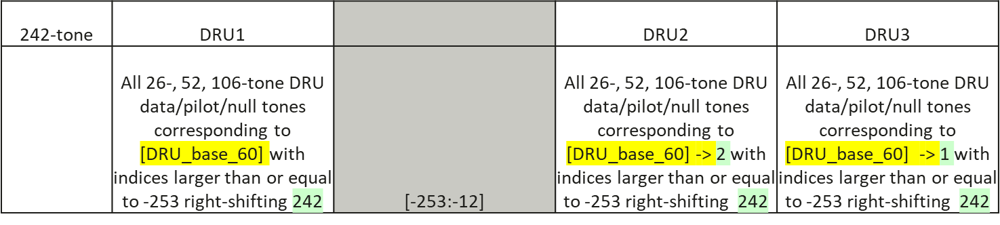 242-tone
DRU1
DRU2
DRU3
All 26-, 52, 106-tone DRU
data/pilot/null tones
corresponding to
[DRU_base_60] with
indices larger than or equal
to -253 right-shifting 242
[-253:-12]
All 26-, 52, 106-tone DRU
data/pilot/null tones
corresponding to
[DRU_base_60] -> 2 with
indices larger than or equal
to -253 right-shifting 242
All 26-, 52, 106-tone DRU
data/pilot/null tones
corresponding to
[DRU_base_60] -> 1 with
indices larger than or equal
to -253 right-shifting 242